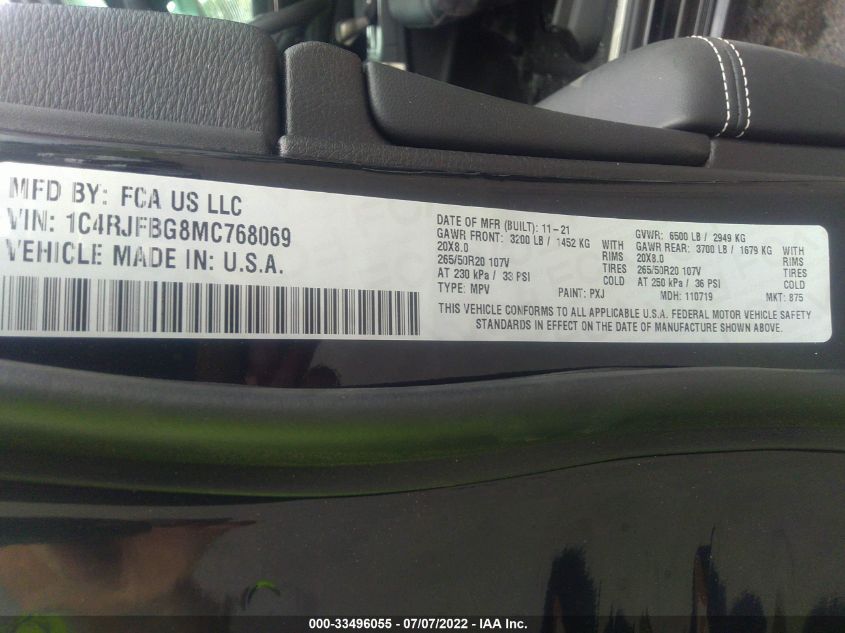 MFD BY: FCA US LLC
VIN: 1C4RJFBG8MC768069
VEHICLE MADE IN: U.S.A.
DATE OF MFR (BUILT): 11-21
GAWR FRONT: 3200 LB / 1452 KG
20X8.0 RIMS
265/50R20 107V TIRES
AT 230 kPa / 33 PSI COLD
TYPE: MPV PAINT: PXJ
GVWR: 6500 LB / 2949 KG
GAWR REAR: 3700 LB / 1679 KG
20X8.0 RIMS
265/50R20 107V TIRES
AT 250 kPa / 36 PSI COLD
MDH: 110719 MKT: 875
THIS VEHICLE CONFORMS TO ALL APPLICABLE U.S.A. FEDERAL MOTOR VEHICLE SAFETY
STANDARDS IN EFFECT ON THE DATE OF MANUFACTURE SHOWN ABOVE.
000-33496055 - 07/07/2022 - IAA Inc.